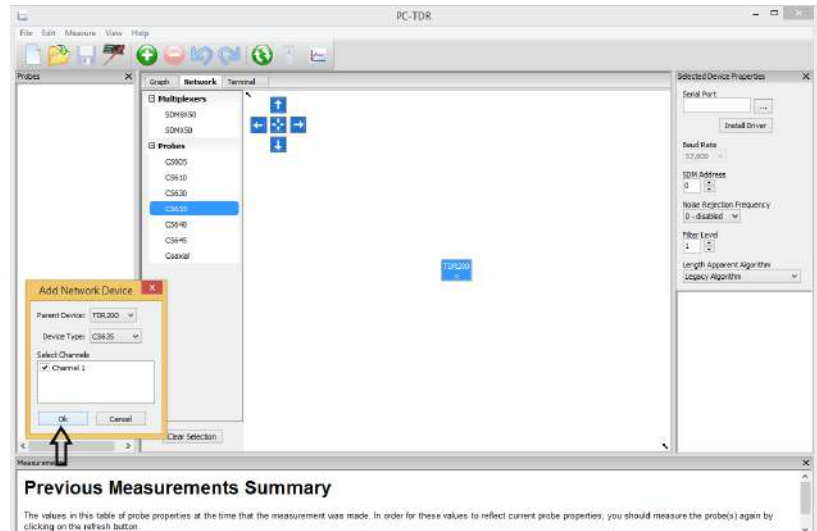 PC-TDR
File Edit Measure View Help
Probes
Graph Network Terminal
Multiplexers
SDM8X50
SDMX50
Probes
CS605
CS610
CS630
CS635
CS640
CS645
Coaxial
Clear Selection
TDR200
0
Selected Device Properties
Serial Port
...
Install Driver
Baud Rate
57,600
SDM Address
0
Noise Rejection Frequency
0 - disabled
Filter Level
1
Length Apparent Algorithm
Legacy Algorithm
Add Network Device
Parent Device: TDR200
Device Type: CS635
Select Channels
Channel 1
Ok Cancel
Measurements
Previous Measurements Summary
The values in this table of probe properties at the time that the measurement was made. In order for these values to reflect current probe properties, you should measure the probe(s) again by
clicking on the refresh button.